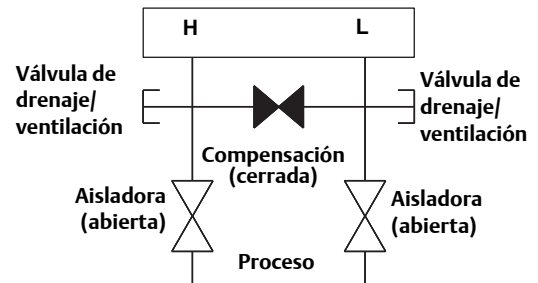 H L
Válvula de
drenaje/
ventilación
Válvula de
drenaje/
ventilación
Compensación
(cerrada)
Aisladora
(abierta)
Aisladora
(abierta)
Proceso